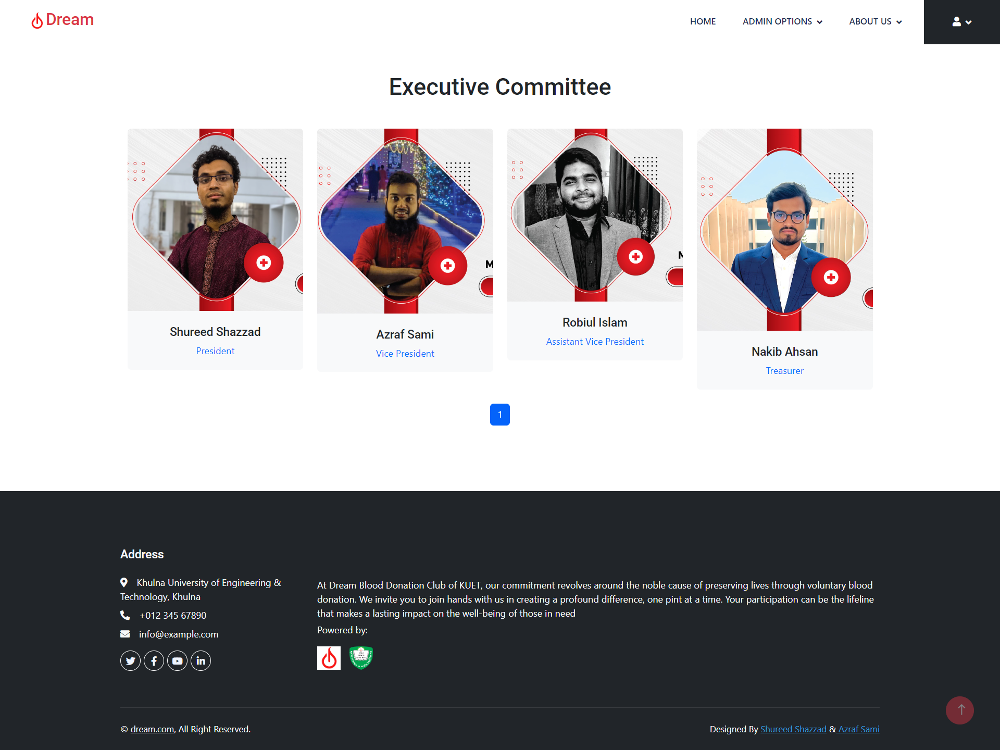 Dream
HOME
ADMIN OPTIONS
ABOUT US
Executive Committee
M
M
Shureed Shazzad
President
Azraf Sami
Vice President
Robiul Islam
Assistant Vice President
Nakib Ahsan
Treasurer
1
Address
Khulna University of Engineering &
Technology, Khulna
+012 345 67890
info@example.com
At Dream Blood Donation Club of KUET, our commitment revolves around the noble cause of preserving lives through voluntary blood
donation. We invite you to join hands with us in creating a profound difference, one pint at a time. Your participation can be the lifeline
that makes a lasting impact on the well-being of those in need
Powered by:
© dream.com, All Right Reserved.
Designed By Shureed Shazzad & Azraf Sami